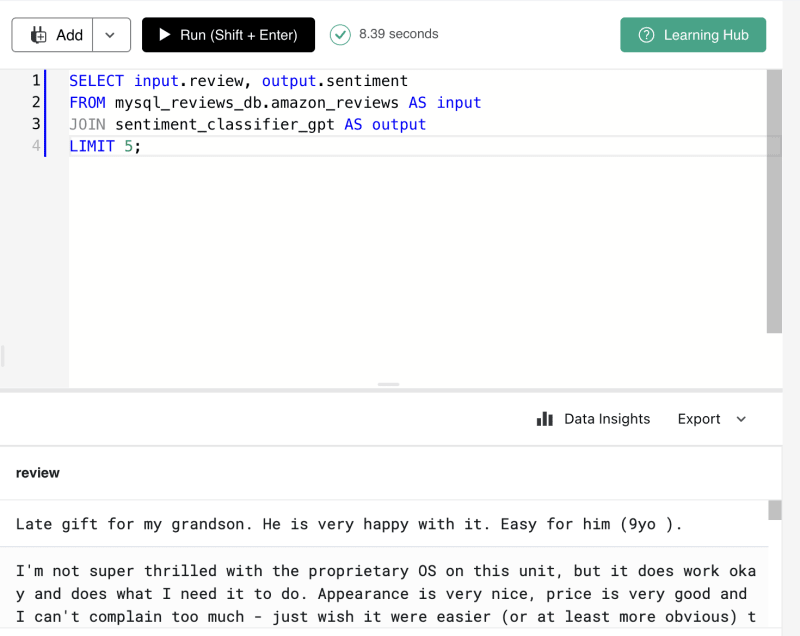 Add
Run (Shift + Enter)
8.39 seconds
Learning Hub
1 SELECT input.review, output.sentiment
2 FROM mysql_reviews_db.amazon_reviews AS input
3 JOIN sentiment_classifier_gpt AS output
4 LIMIT 5;
Data Insights
Export
review
Late gift for my grandson. He is very happy with it. Easy for him (9yo ).
I'm not super thrilled with the proprietary OS on this unit, but it does work oka
y and does what I need it to do. Appearance is very nice, price is very good and
I can't complain too much - just wish it were easier (or at least more obvious) t